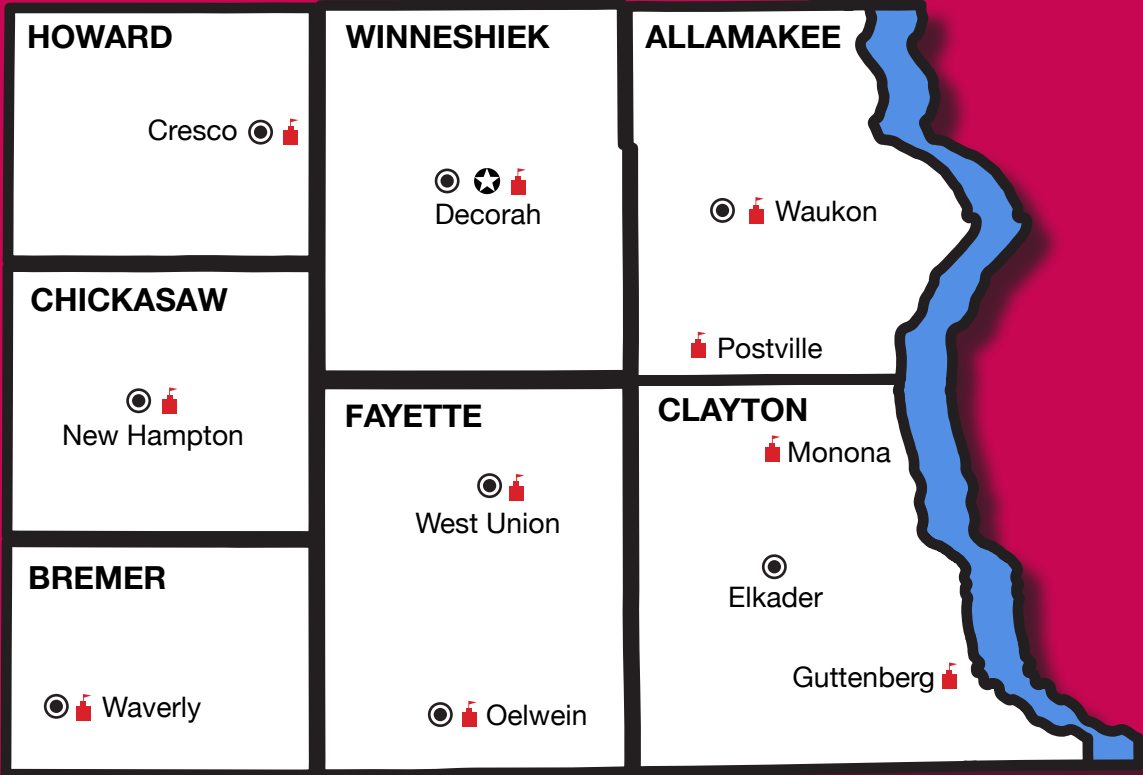 HOWARD
WINNESHIEK
ALLAMAKEE
Cresco
Decorah
Waukon
Postville
CHICKASAW
New Hampton
FAYETTE
CLAYTON
Monona
West Union
Elkader
BREMER
Waverly
Oelwein
Guttenberg